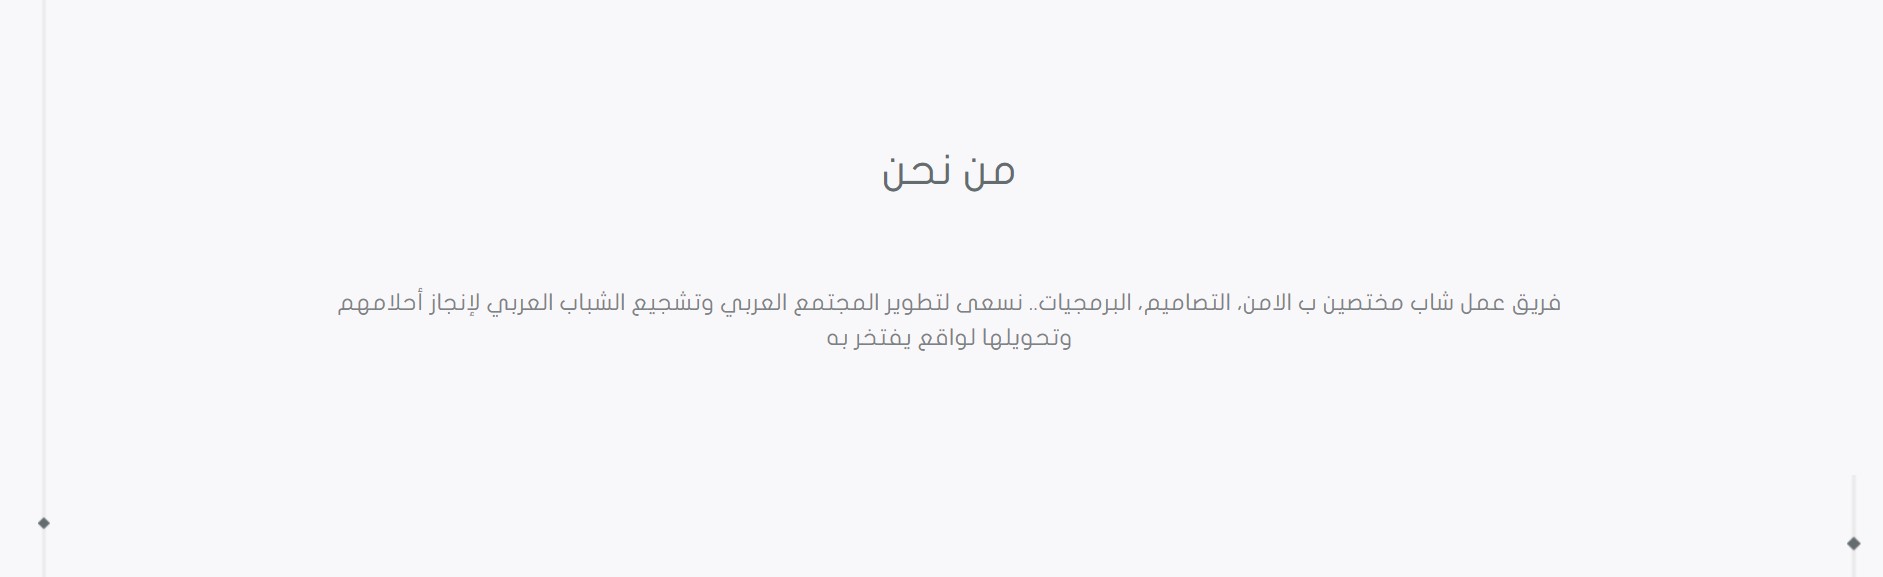 من نحن
فريق عمل شاب مختصين ب الامن، التصاميم، البرمجيات.. نسعى لتطوير المجتمع العربي وتشجيع الشباب العربي لإنجاز أحلامهم
وتحويلها لواقع يفتخر به